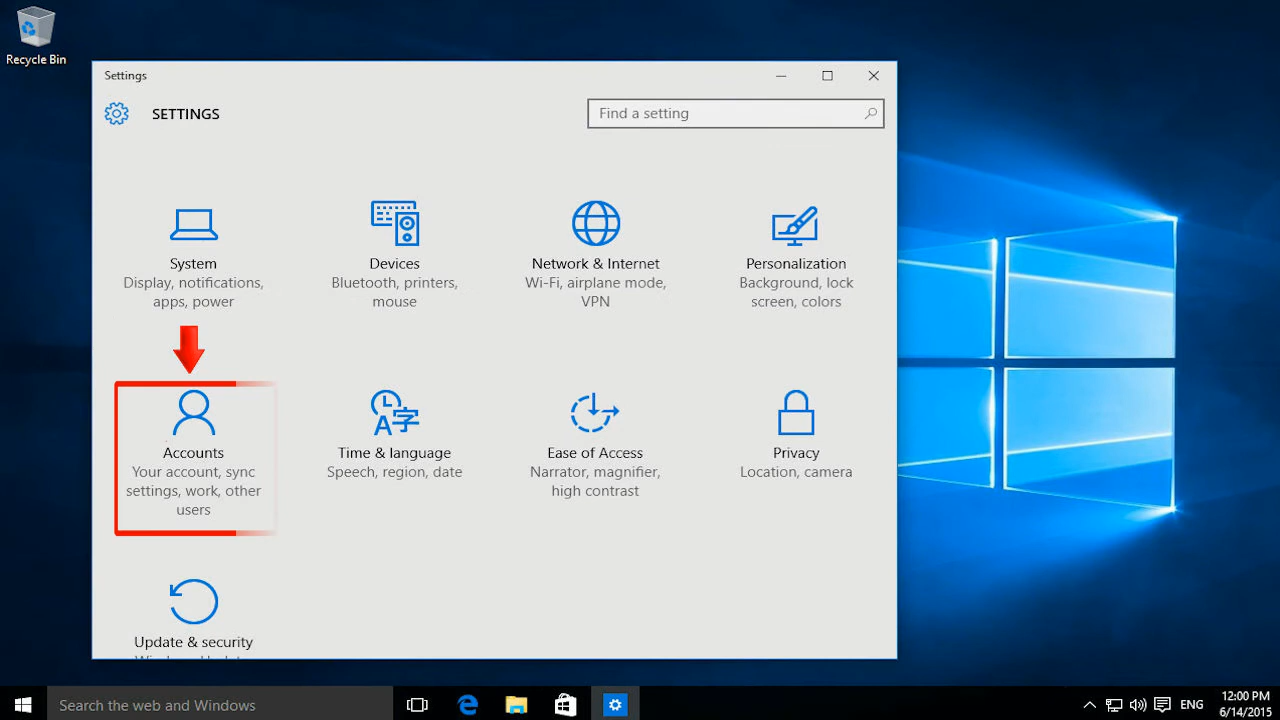 Recycle Bin
Settings
SETTINGS
Find a setting
System
Display, notifications,
apps, power
Devices
Bluetooth, printers,
mouse
Network & Internet
Wi-Fi, airplane mode,
VPN
Personalization
Background, lock
screen, colors
Accounts
Your account, sync
settings, work, other
users
Time & language
Speech, region, date
Ease of Access
Narrator, magnifier,
high contrast
Privacy
Location, camera
Update & security
Search the web and Windows
ENG
12:00 PM
6/14/2015